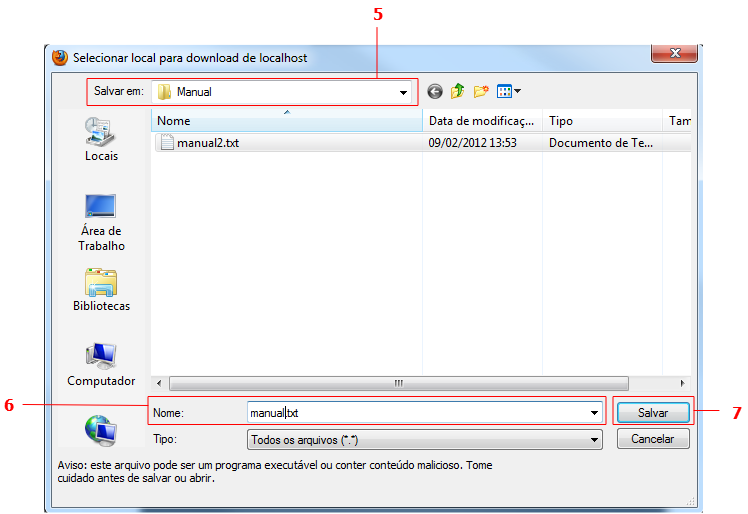 5
Selecionar local para download de localhost
Salvar em: Manual
Nome Data de modificaç... Tipo Tam
manual2.txt 09/02/2012 13:53 Documento de Te...
Locais
Área de
Trabalho
Bibliotecas
Computador
6 Nome: manual.txt Salvar 7
Tipo: Todos os arquivos (*.*) Cancelar
Aviso: este arquivo pode ser um programa executável ou conter conteúdo malicioso. Tome
cuidado antes de salvar ou abrir.